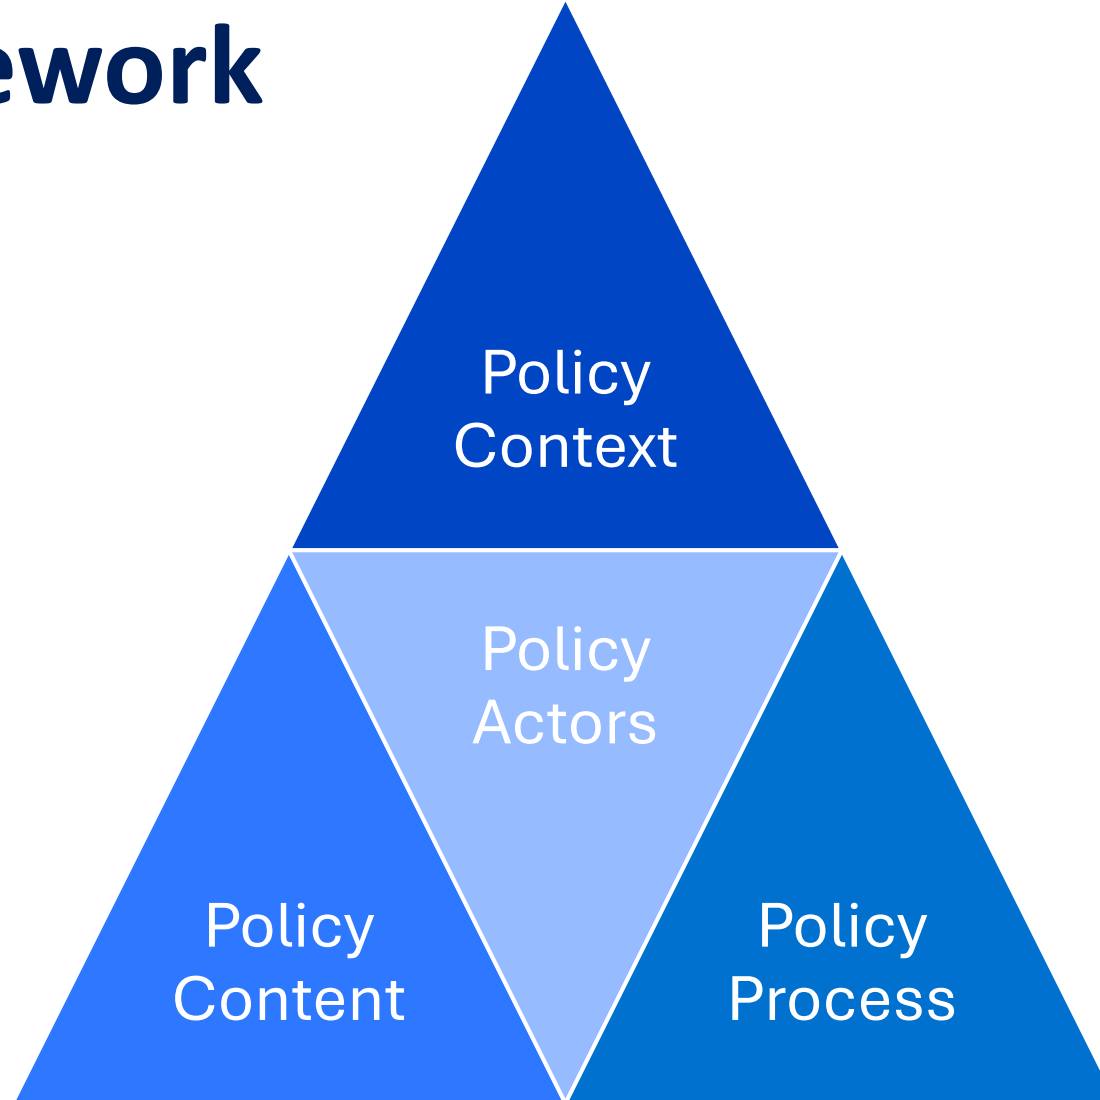 ework
Policy
Context
Policy
Actors
Policy
Content
Policy
Process